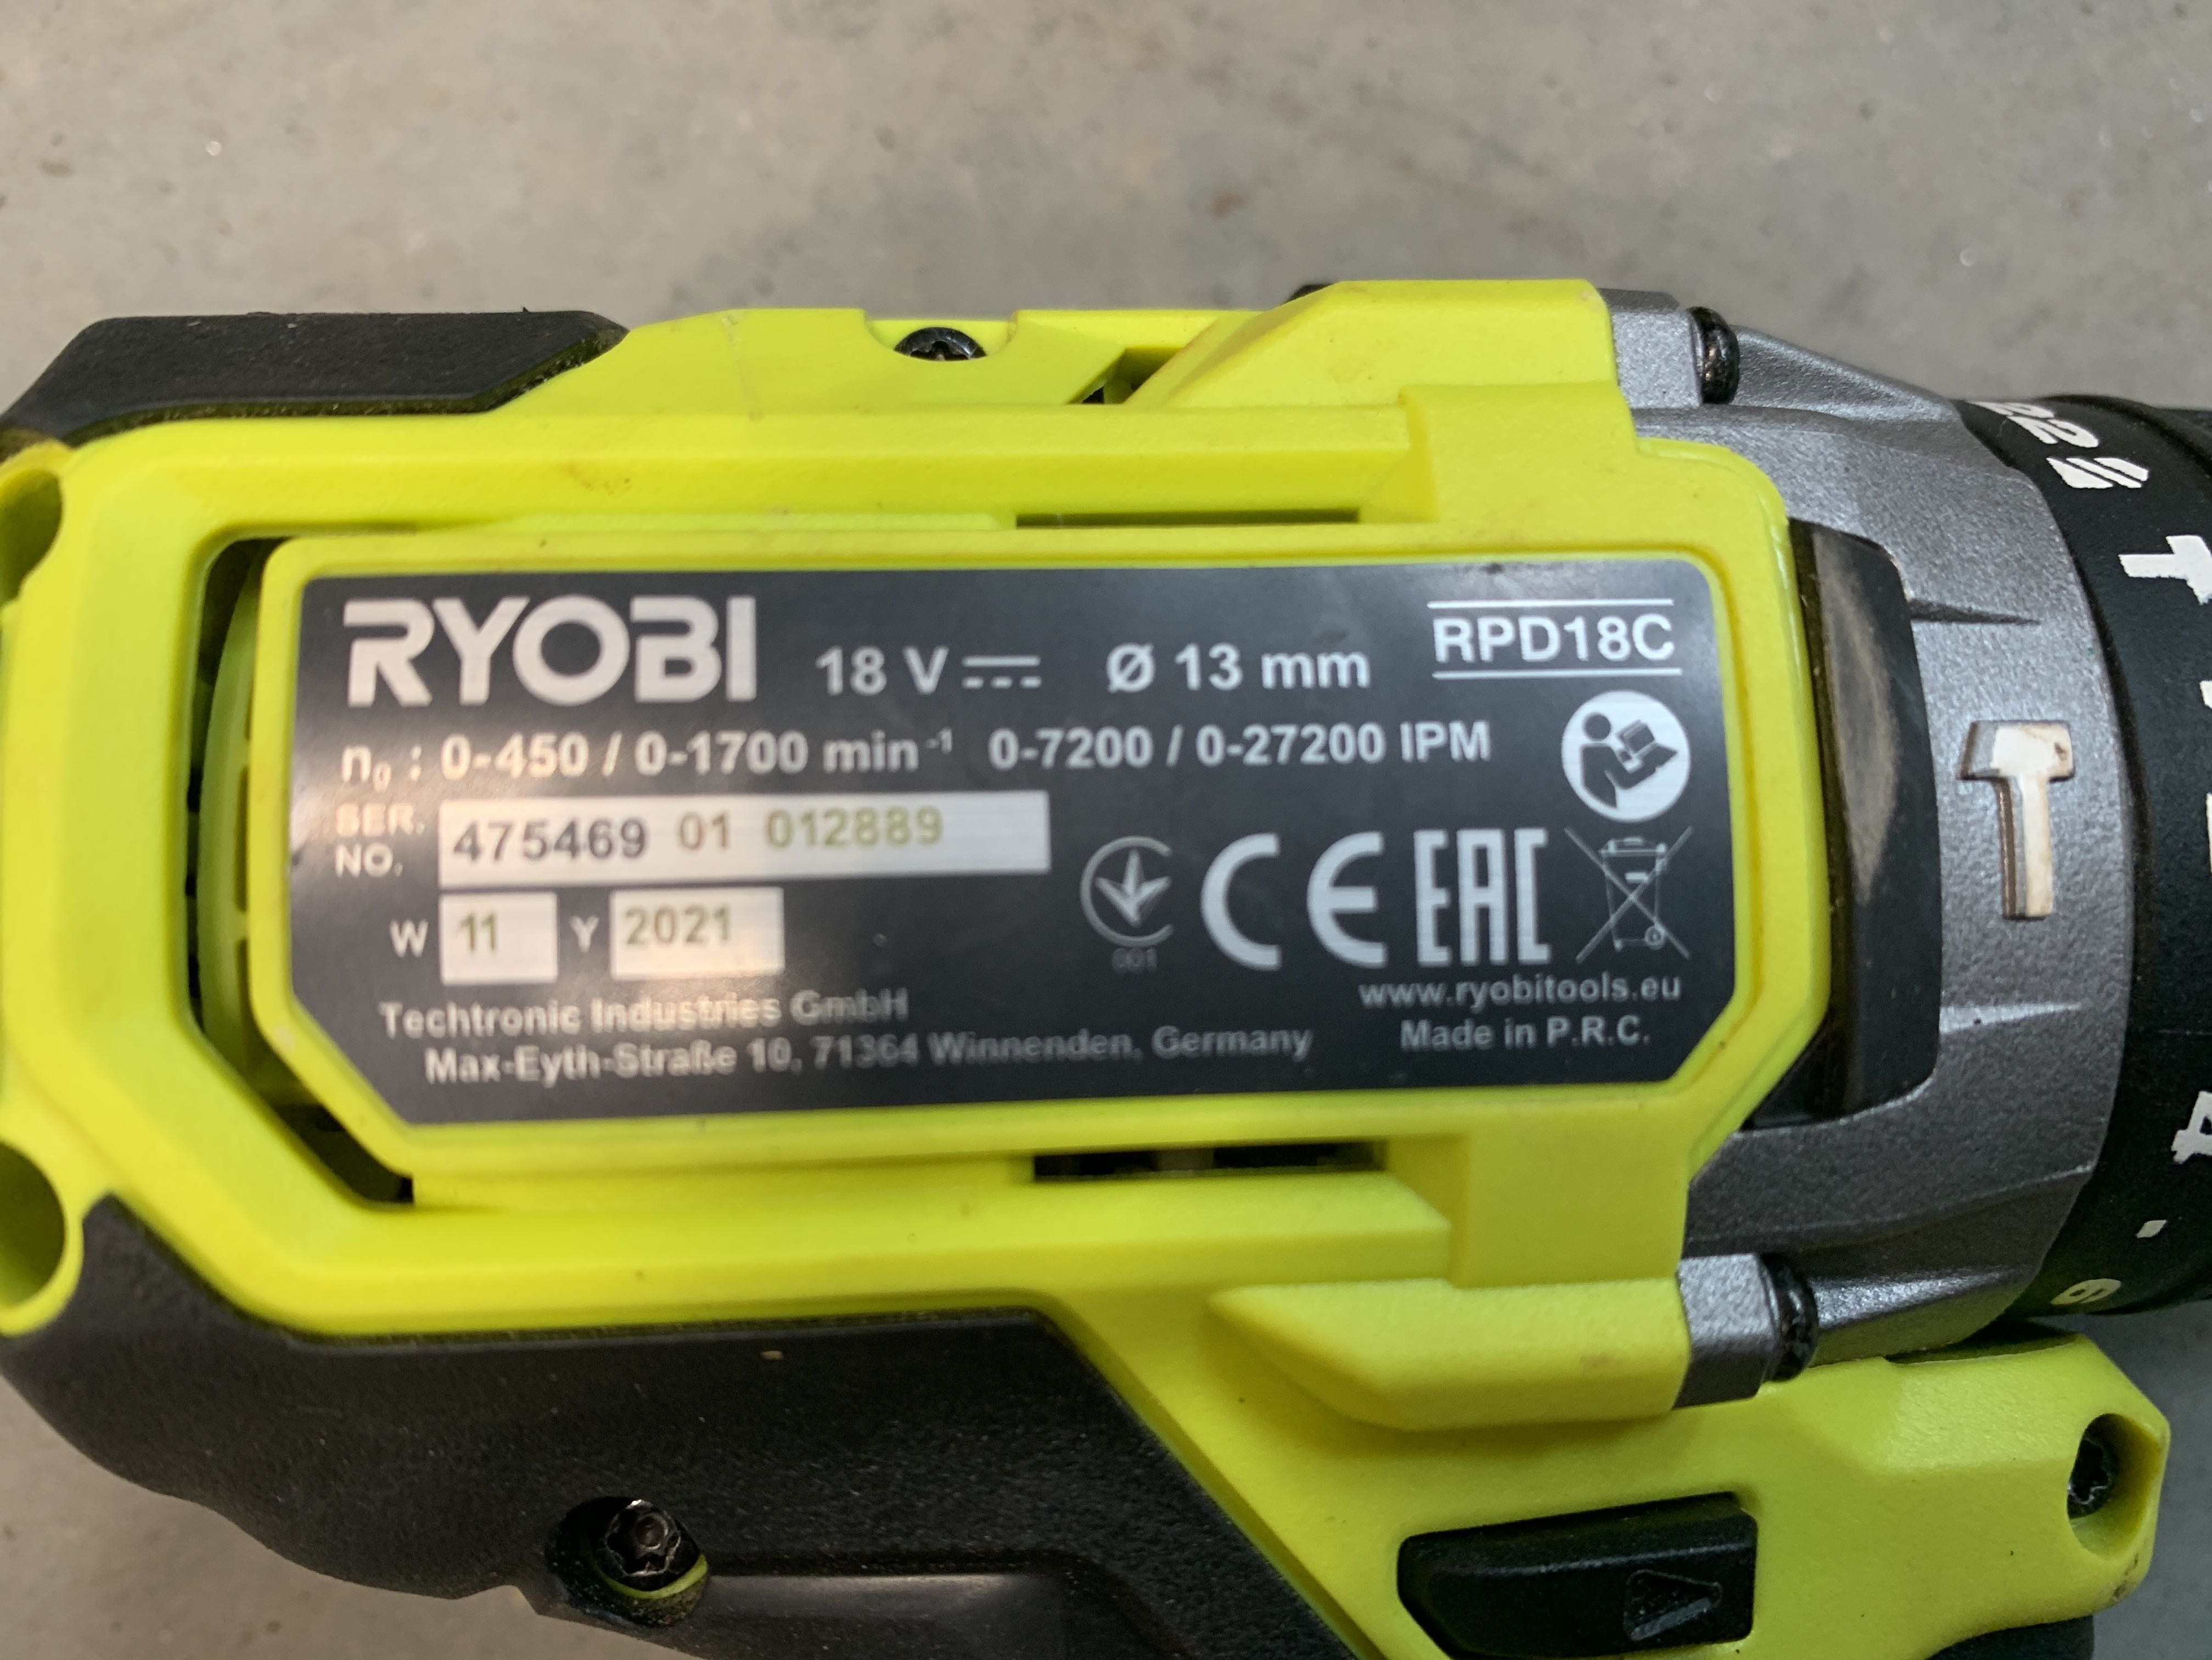 RYOBI 18 V Ø 13 mm RPD18C
n₀ : 0-450 / 0-1700 min⁻¹ 0-7200 / 0-27200 IPM
SER. NO. 475469 01 012889
W 11 Y 2021
001
CE EAC
Techtronic Industries GmbH
Max-Eyth-Straße 10, 71364 Winnenden, Germany
www.ryobitools.eu
Made in P.R.C.
22